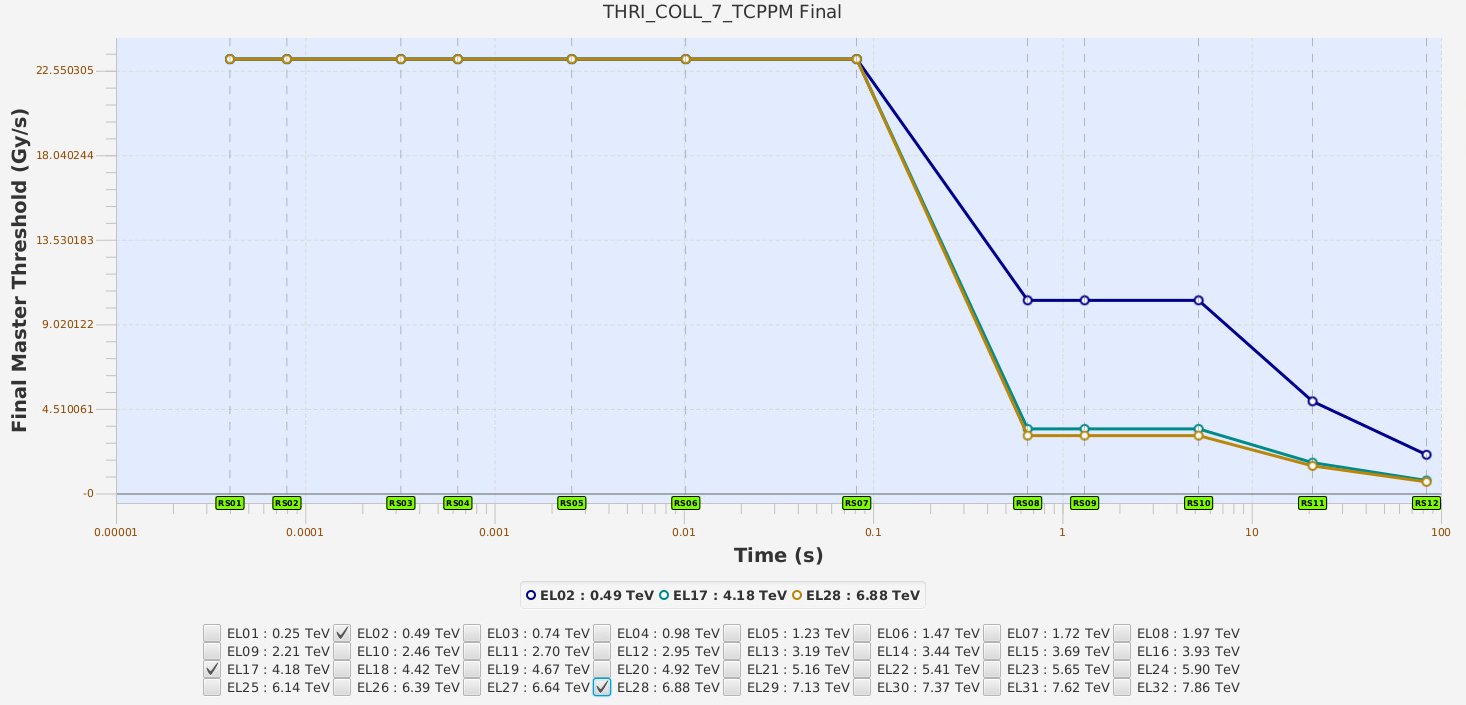 THRI_COLL_7_TCPPM Final
Final Master Threshold (Gy/s)
22.550305
18.040244
13.530183
9.020122
4.510061
-0
RS01 RS02 RS03 RS04 RS05 RS06 RS07 RS08 RS09 RS10 RS11 RS12
0.00001 0.0001 0.001 0.01 0.1 1 10 100
Time (s)
EL02 : 0.49 TeV EL17 : 4.18 TeV EL28 : 6.88 TeV
EL01 : 0.25 TeV EL02 : 0.49 TeV EL03 : 0.74 TeV EL04 : 0.98 TeV EL05 : 1.23 TeV EL06 : 1.47 TeV EL07 : 1.72 TeV EL08 : 1.97 TeV
EL09 : 2.21 TeV EL10 : 2.46 TeV EL11 : 2.70 TeV EL12 : 2.95 TeV EL13 : 3.19 TeV EL14 : 3.44 TeV EL15 : 3.69 TeV EL16 : 3.93 TeV
EL17 : 4.18 TeV EL18 : 4.42 TeV EL19 : 4.67 TeV EL20 : 4.92 TeV EL21 : 5.16 TeV EL22 : 5.41 TeV EL23 : 5.65 TeV EL24 : 5.90 TeV
EL25 : 6.14 TeV EL26 : 6.39 TeV EL27 : 6.64 TeV EL28 : 6.88 TeV EL29 : 7.13 TeV EL30 : 7.37 TeV EL31 : 7.62 TeV EL32 : 7.86 TeV